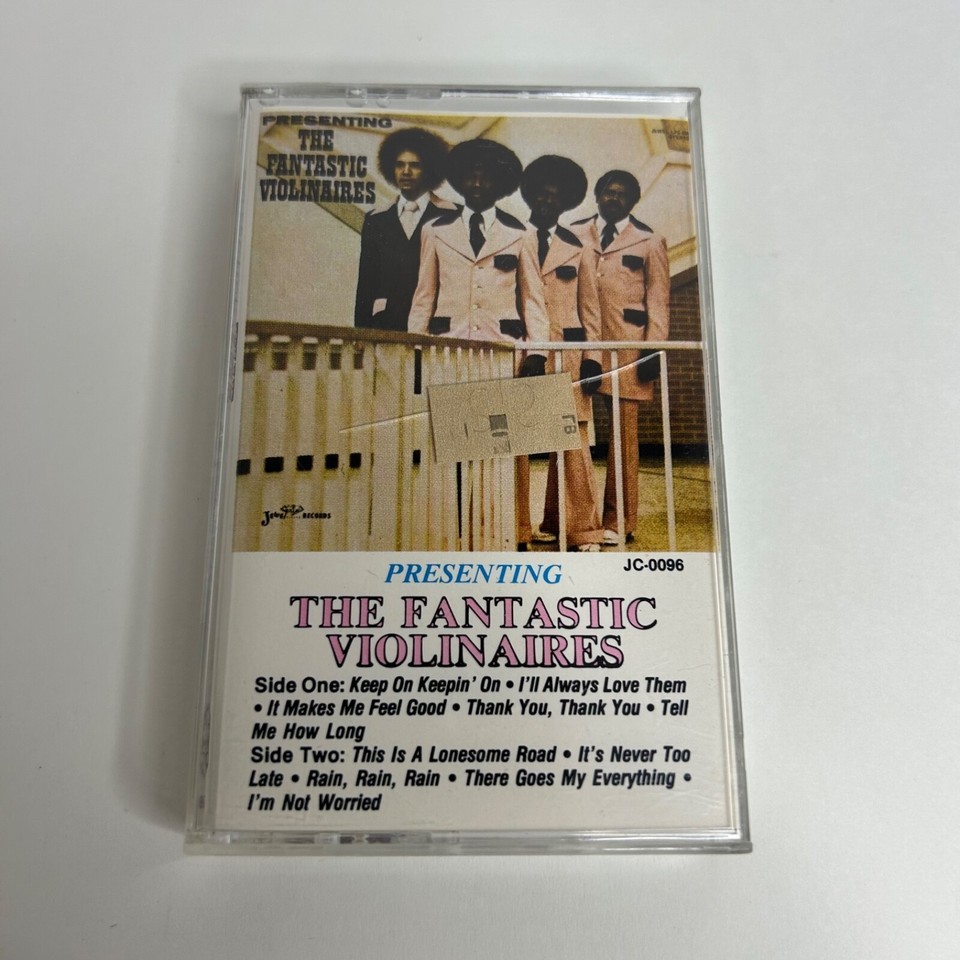 PRESENTING
THE
FANTASTIC
VIOLINAIRES
Jewel RECORDS
JC-0096
PRESENTING
THE FANTASTIC
VIOLINAIRES
Side One: Keep On Keepin' On • I'll Always Love Them
• It Makes Me Feel Good • Thank You, Thank You • Tell
Me How Long
Side Two: This Is A Lonesome Road • It's Never Too
Late • Rain, Rain, Rain • There Goes My Everything •
I'm Not Worried